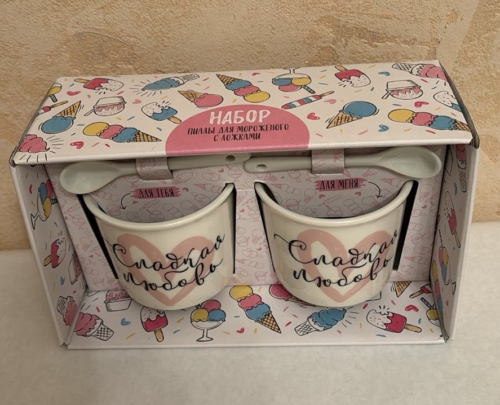 НАБОР
ПИАЛЫ ДЛЯ МОРОЖЕНОГО
С ЛОЖКАМИ
ДЛЯ ТЕБЯ
ДЛЯ МЕНЯ
Сладкая
любовь
Сладкая
любовь